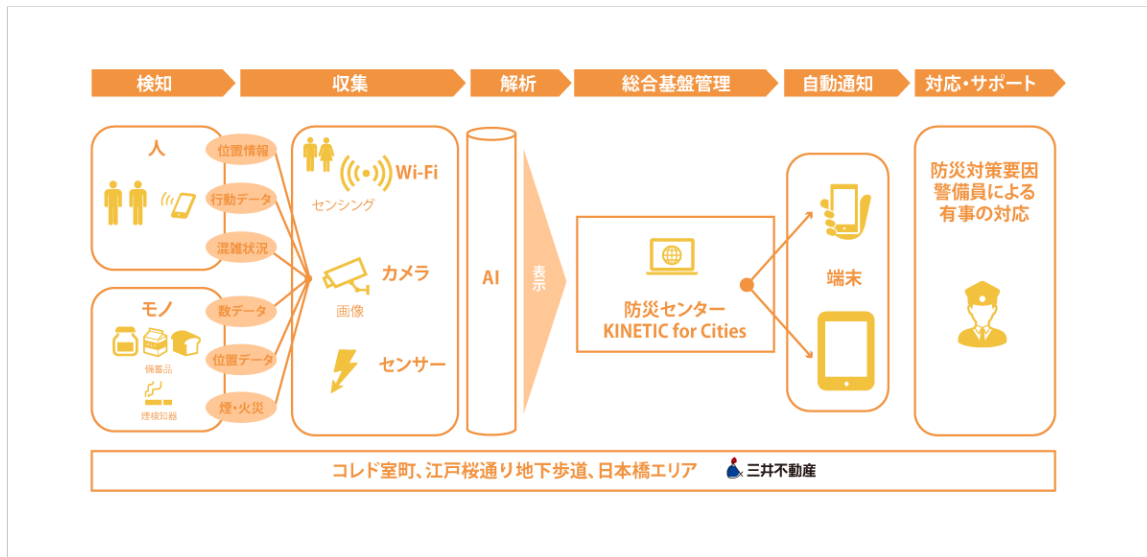 検知
収集
解析
総合基盤管理
自動通知
対応・サポート
人
位置情報
行動データ
混雑状況
モノ
備蓄品
煙検知器
数データ
位置データ
煙・火災
Wi-Fi
センシング
カメラ
画像
センサー
AI
表示
防災センター
KINETIC for Cities
端末
防災対策要因
警備員による
有事の対応
コレド室町、江戸桜通り地下歩道、日本橋エリア
三井不動産